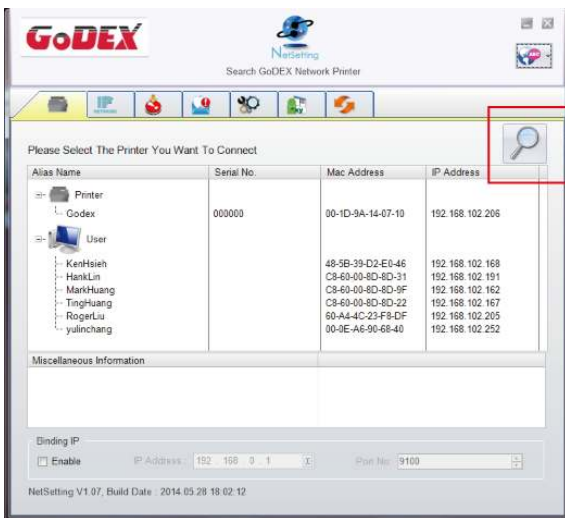 GoDEX
NetSetting
Search GoDEX Network Printer
IP
NETWORK
Please Select The Printer You Want To Connect
Alias Name Serial No. Mac Address IP Address
Printer
Godex 000000 00-1D-9A-14-07-10 192.168.102.206
User
KenHsieh 48-5B-39-D2-E0-46 192.168.102.168
HankLin C8-60-00-8D-8D-31 192.168.102.191
MarkHuang C8-60-00-8D-8D-9F 192.168.102.162
TingHuang C8-60-00-8D-8D-22 192.168.102.167
RogerLiu 60-A4-4C-23-F8-DF 192.168.102.205
yulinchang 00-0E-A6-90-68-40 192.168.102.252
Miscellaneous Information
Binding IP
Enable IP Address : 192 . 168 . 0 . 1 Port No: 9100
NetSetting V1.07, Build Date : 2014.05.28 18:02:12